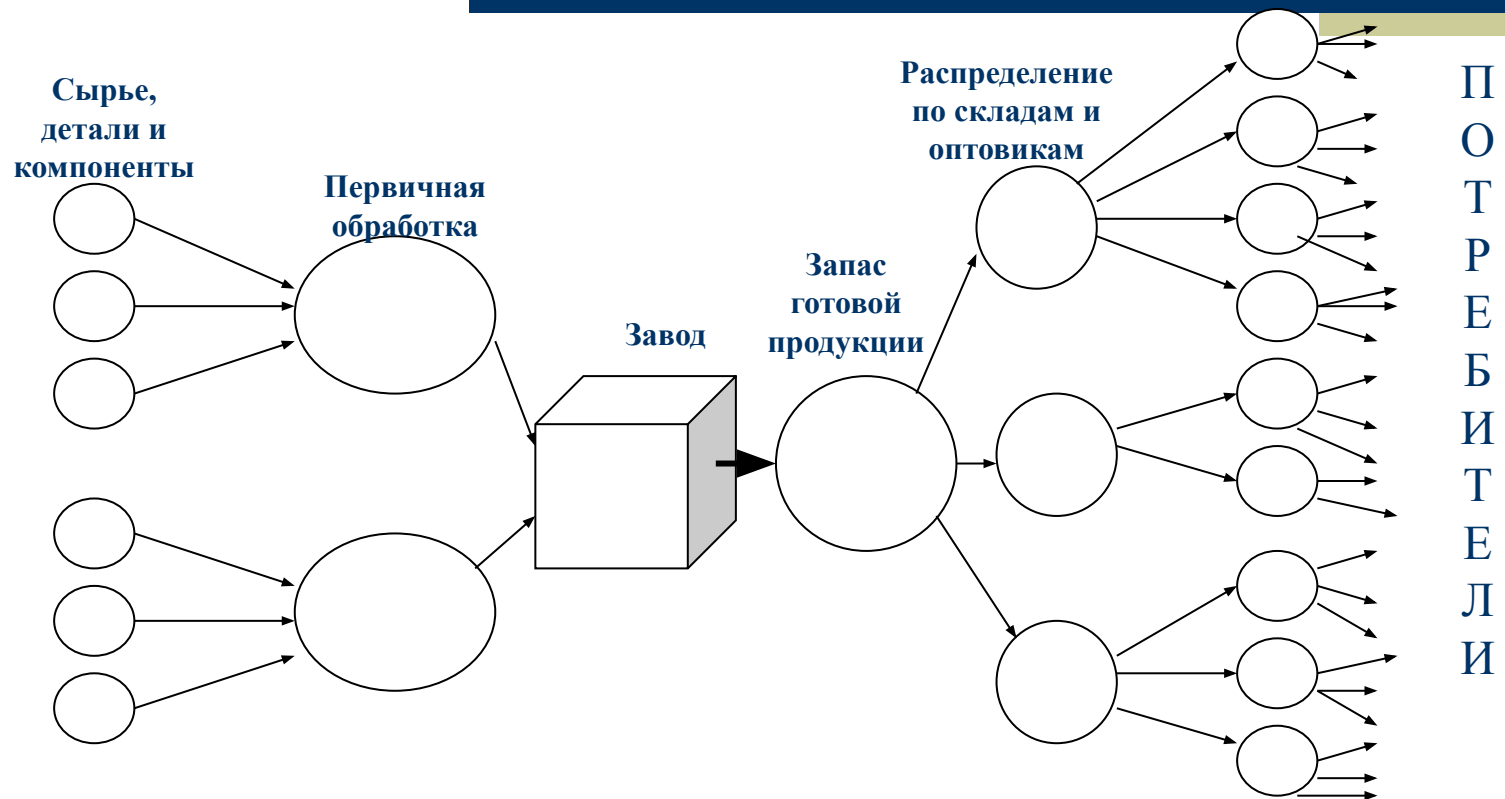 Сырье,
детали и
компоненты
Первичная
обработка
Завод
Запас
готовой
продукции
Распределение
по складам и
оптовикам
П
О
Т
Р
Е
Б
И
Т
Е
Л
И